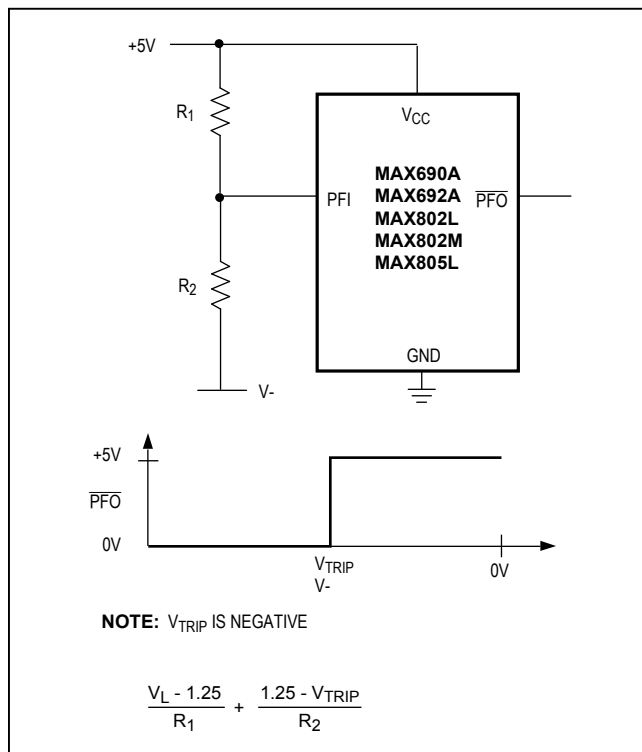 +5V
R1
VCC
MAX690A
MAX692A
MAX802L
MAX802M
MAX805L
PFI
PFO
R2
GND
V-
+5V
PFO
0V
VTRIP
V-
0V
NOTE: VTRIP IS NEGATIVE
VL - 1.25 + 1.25 - VTRIP
R1 R2